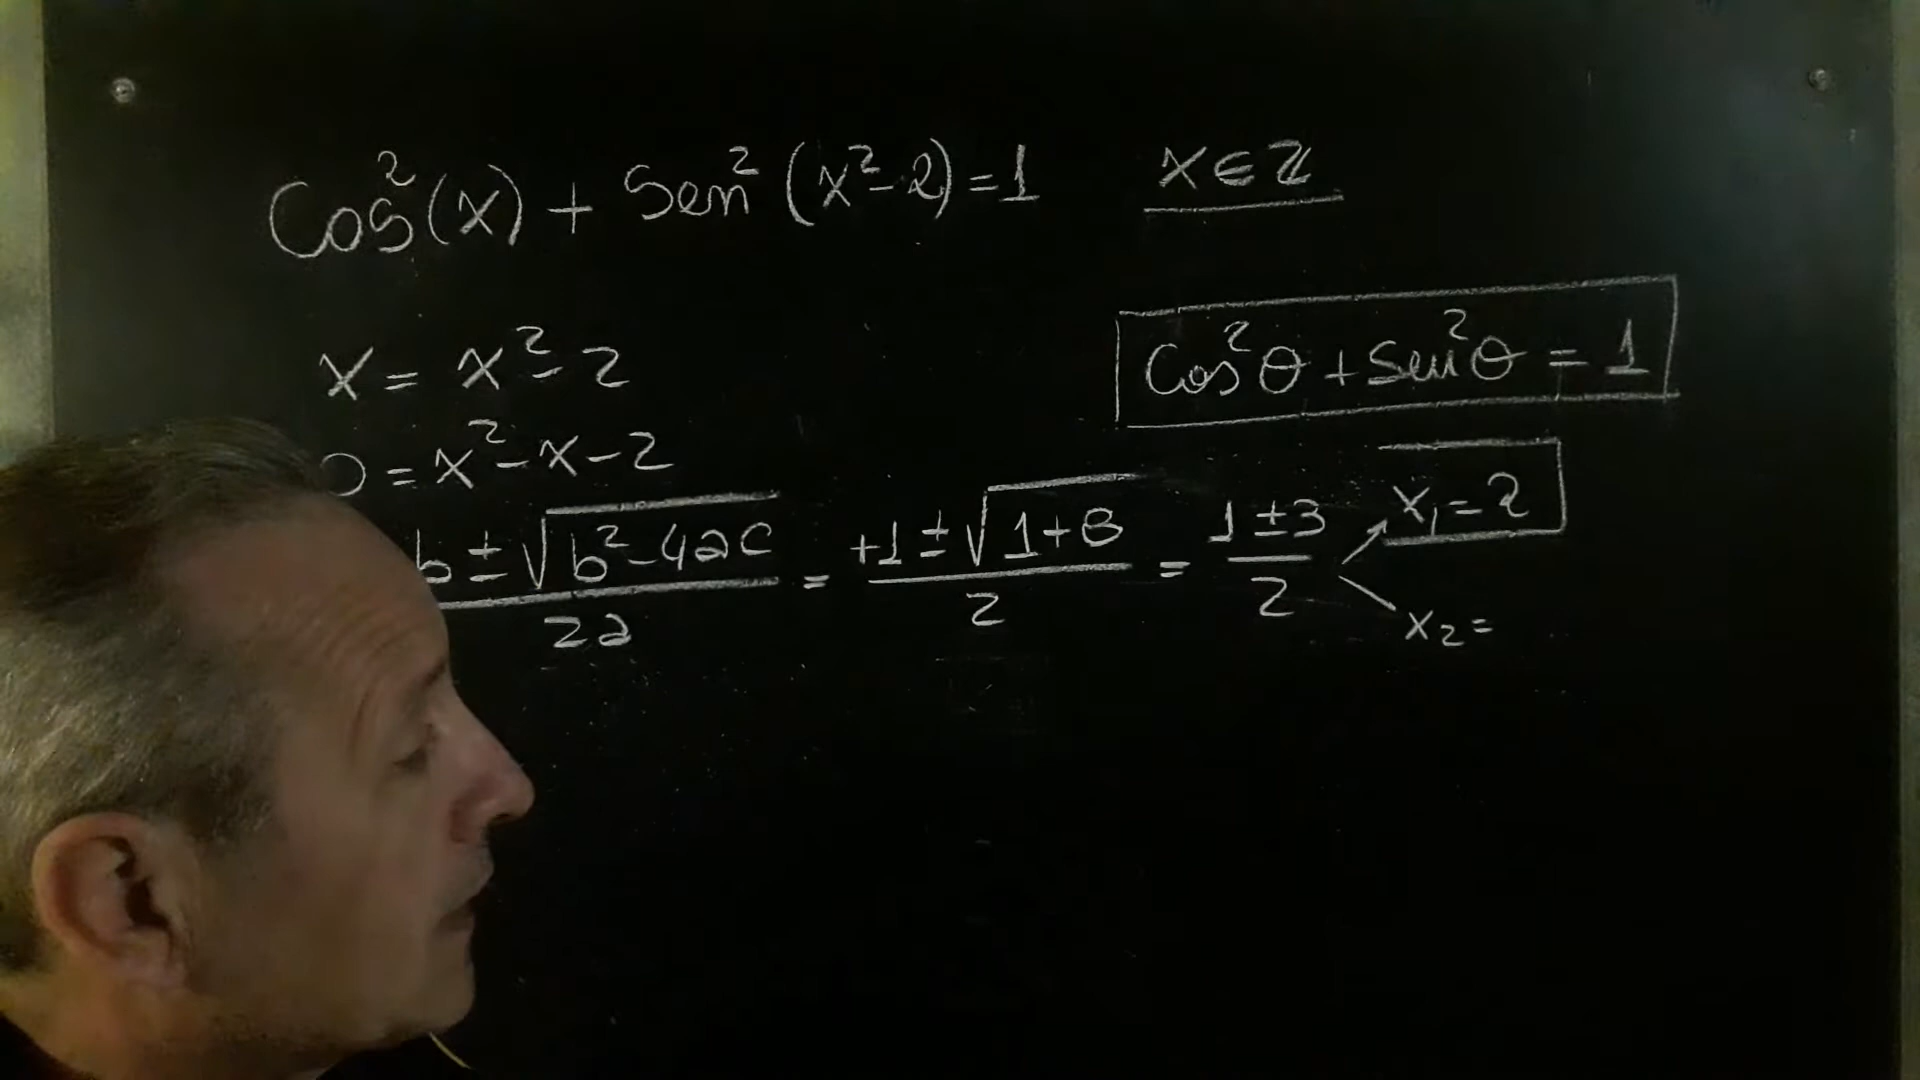 Cos²(x) + Sen²(x²-2)=1 x∈ℤ
x = x²-2
Cos²θ+Sen²θ = 1
0 = x²-x-2
b ± √b²-4ac / 2a = +1 ± √1+8 / 2 = 1 ± 3 / 2
x₁=2
x₂=